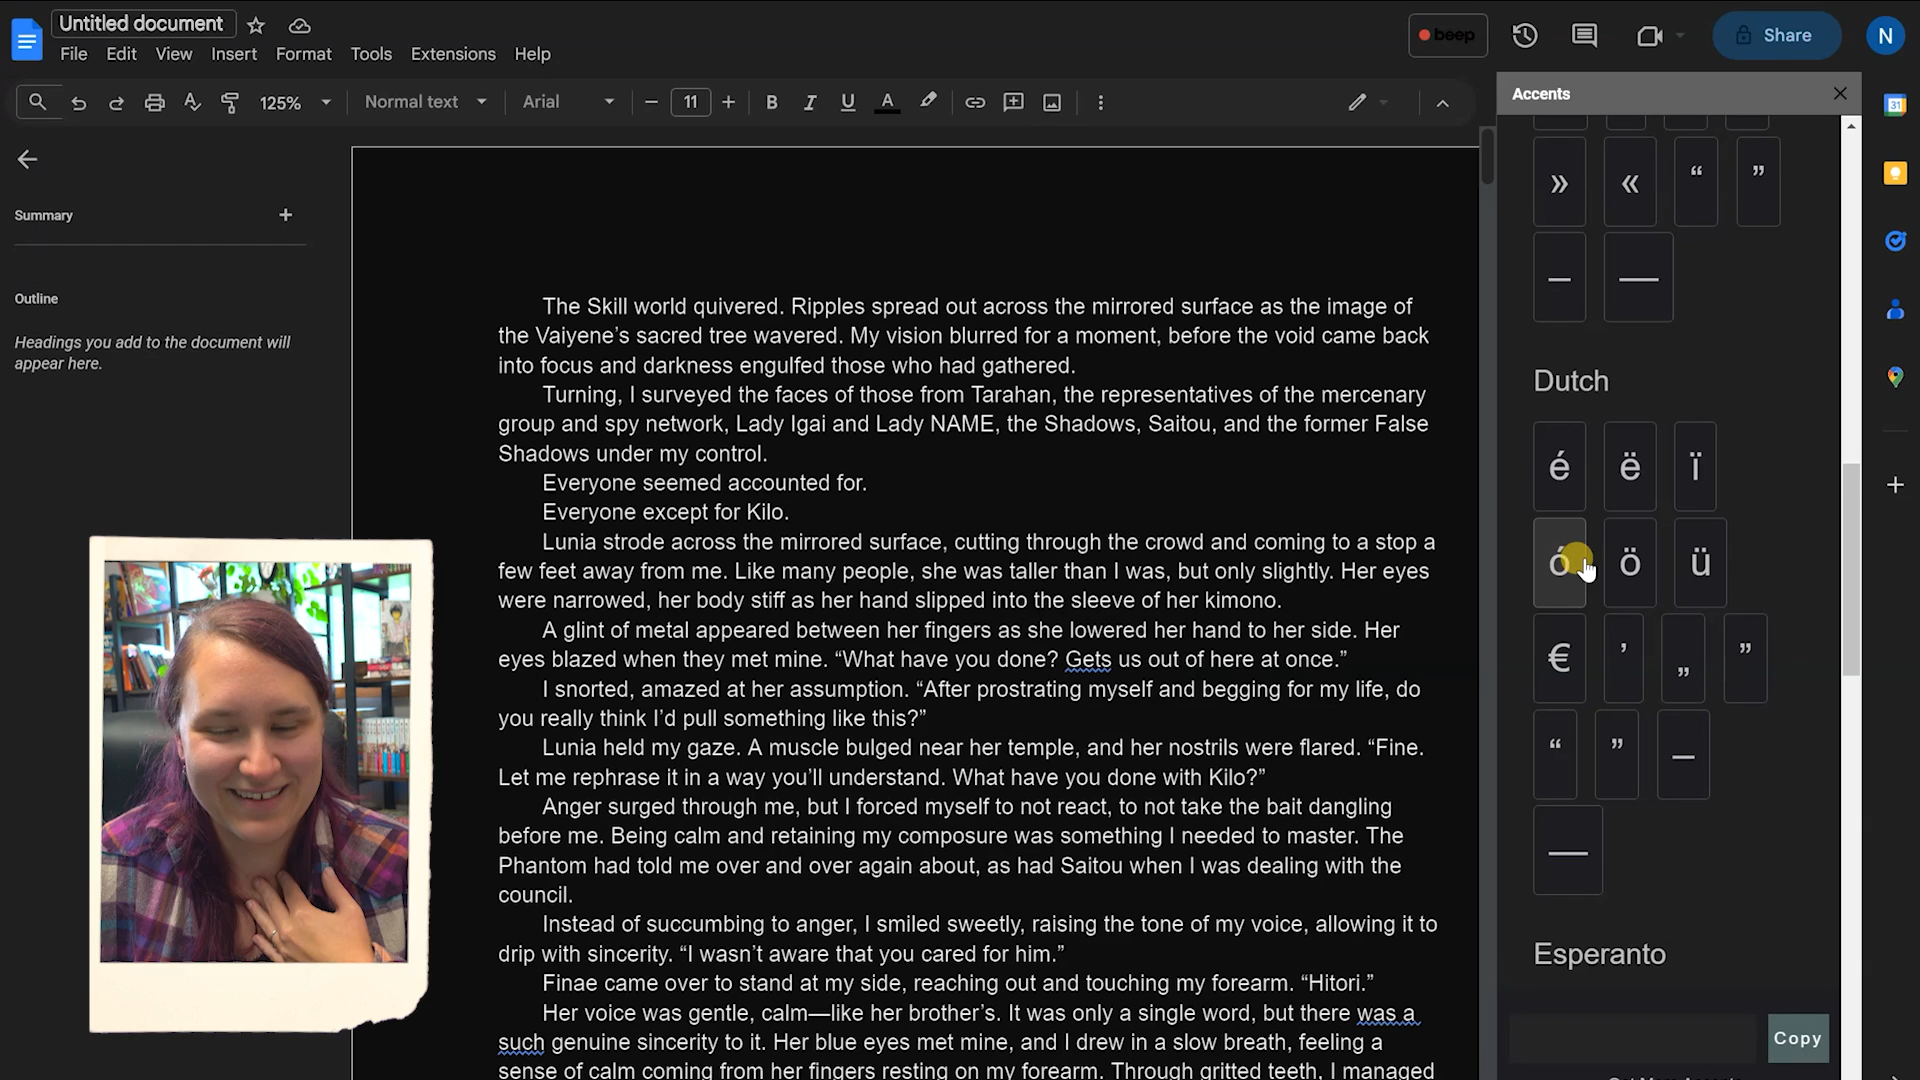 Untitled document
File Edit View Insert Format Tools Extensions Help
beep
Share
N
125% Normal text Arial 11
Accents
31
Summary
Outline
Headings you add to the document will
appear here.
The Skill world quivered. Ripples spread out across the mirrored surface as the image of
the Vaiyene’s sacred tree wavered. My vision blurred for a moment, before the void came back
into focus and darkness engulfed those who had gathered.
Turning, I surveyed the faces of those from Tarahan, the representatives of the mercenary
group and spy network, Lady Igai and Lady NAME, the Shadows, Saitou, and the former False
Shadows under my control.
Everyone seemed accounted for.
Everyone except for Kilo.
Lunia strode across the mirrored surface, cutting through the crowd and coming to a stop a
few feet away from me. Like many people, she was taller than I was, but only slightly. Her eyes
were narrowed, her body stiff as her hand slipped into the sleeve of her kimono.
A glint of metal appeared between her fingers as she lowered her hand to her side. Her
eyes blazed when they met mine. “What have you done? Gets us out of here at once.”
I snorted, amazed at her assumption. “After prostrating myself and begging for my life, do
you really think I’d pull something like this?”
Lunia held my gaze. A muscle bulged near her temple, and her nostrils were flared. “Fine.
Let me rephrase it in a way you’ll understand. What have you done with Kilo?”
Anger surged through me, but I forced myself to not react, to not take the bait dangling
before me. Being calm and retaining my composure was something I needed to master. The
Phantom had told me over and over again about, as had Saitou when I was dealing with the
council.
Instead of succumbing to anger, I smiled sweetly, raising the tone of my voice, allowing it to
drip with sincerity. “I wasn’t aware that you cared for him.”
Finae came over to stand at my side, reaching out and touching my forearm. “Hitori.”
Her voice was gentle, calm—like her brother’s. It was only a single word, but there was a
such genuine sincerity to it. Her blue eyes met mine, and I drew in a slow breath, feeling a
sense of calm coming from her fingers resting on my forearm. Through gritted teeth, I managed
» « “ ”
– —
Dutch
é ë ï
ó ö ü
€ ’ „ ”
“ ” –
—
Esperanto
Copy